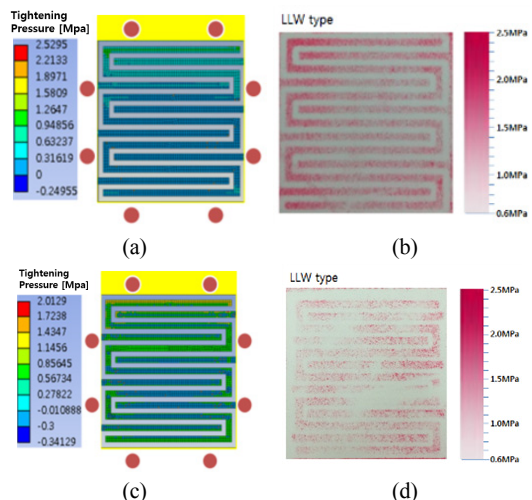 Tightening
Pressure [Mpa]
2.5295
2.2133
1.8971
1.5809
1.2647
0.94856
0.63237
0.31619
0
-0.24955
(a)
LLW type
2.5MPa
2.0MPa
1.5MPa
1.0MPa
0.6MPa
(b)
Tightening
Pressure [Mpa]
2.0129
1.7238
1.4347
1.1456
0.85645
0.56734
0.27822
-0.010888
-0.3
-0.34129
(c)
LLW type
2.5MPa
2.0MPa
1.5MPa
1.0MPa
0.6MPa
(d)